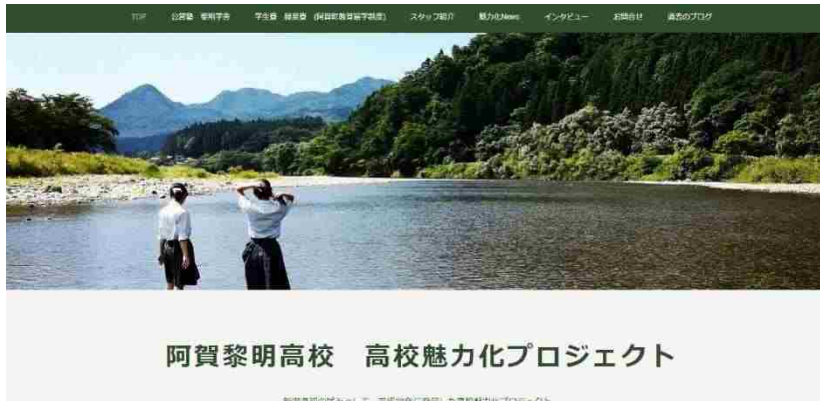 TOP 公営塾 黎明学舎 学生寮 緑泉寮 (阿賀町教育留学制度) スタッフ紹介 魅力化News インタビュー お問合せ 過去のブログ
阿賀黎明高校 高校魅力化プロジェクト